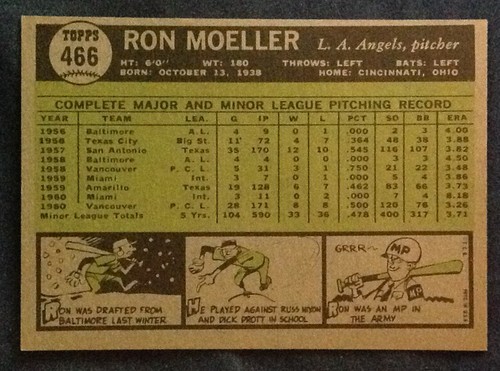 TOPPS
466
RON MOELLER L. A. Angels, pitcher
HT: 6'0" WT: 180 THROWS: LEFT BATS: LEFT
BORN: OCTOBER 13, 1938 HOME: CINCINNATI, OHIO
COMPLETE MAJOR AND MINOR LEAGUE PITCHING RECORD
YEAR TEAM LEA. G IP W L PCT SO BB ERA
1956 Baltimore A.L. 4 9 0 1 .000 2 3 4.00
1956 Texas City Big St. 11 72 4 7 .364 48 38 3.88
1957 San Antonio Texas 35 170 12 10 .545 116 107 3.82
1958 Baltimore A.L. 4 4 0 0 .000 3 3 4.50
1958 Vancouver P.C.L. 5 31 3 1 .750 21 22 3.48
1959 Miami Int. 3 7 0 .000 5 4 3.86
1959 Amarillo Texas 19 128 6 7 .462 83 66 3.73
1960 Miami Int. 3 11 0 2 .000 7 4 8.18
1960 Vancouver P.C.L. 28 171 8 8 .500 120 76 3.26
Minor League Totals 5 Yrs. 104 590 33 36 .478 400 317 3.71
RON WAS DRAFTED FROM
BALTIMORE LAST WINTER.
HE PLAYED AGAINST RUSS NIXON
AND DICK DROTT IN SCHOOL
GRRR~
MP
MP
RON WAS AN MP IN
THE ARMY